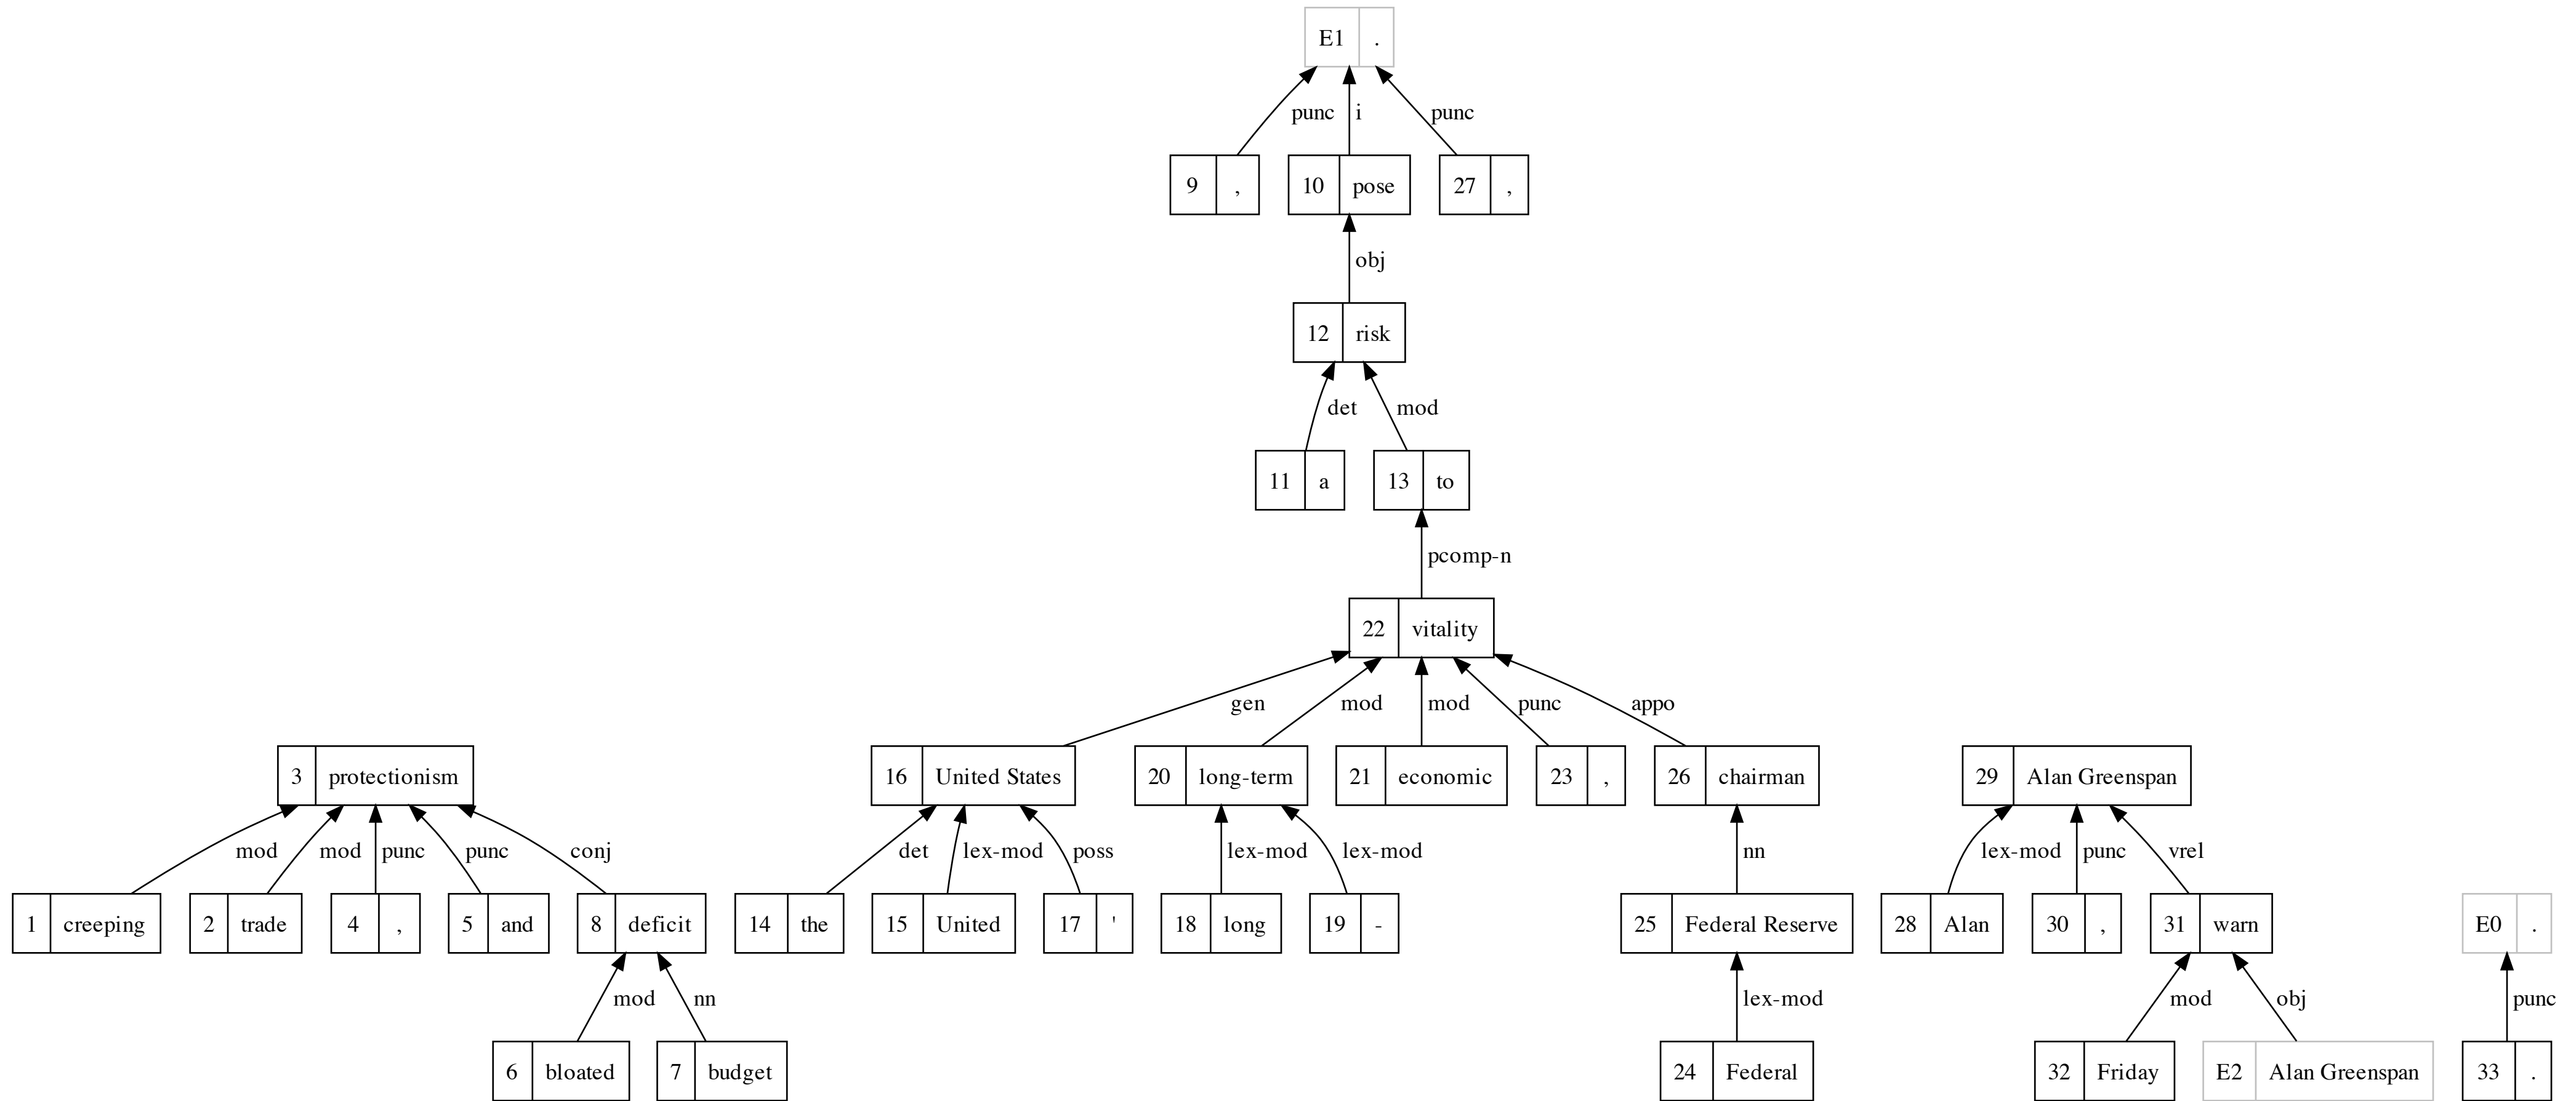 E1 .
punc i punc
9 , 10 pose 27 ,
obj
12 risk
det mod
11 a 13 to
pcomp-n
22 vitality
gen mod mod punc appo
3 protectionism 16 United States 20 long-term 21 economic 23 , 26 chairman 29 Alan Greenspan
mod mod punc punc conj det lex-mod poss lex-mod lex-mod nn lex-mod punc vrel
1 creeping 2 trade 4 , 5 and 8 deficit 14 the 15 United 17 ' 18 long 19 - 25 Federal Reserve 28 Alan 30 , 31 warn E0 .
mod nn lex-mod mod obj punc
6 bloated 7 budget 24 Federal 32 Friday E2 Alan Greenspan 33 .